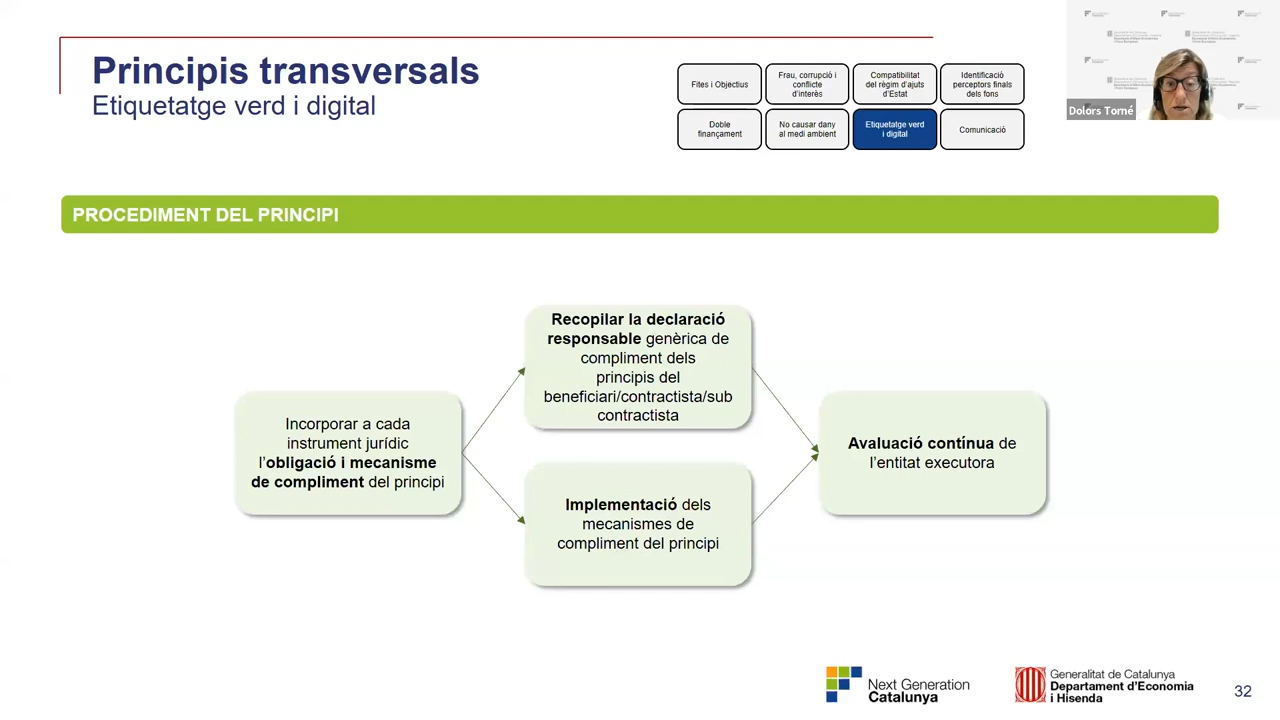 Principis transversals
Etiquetatge verd i digital
Fites i Objectius
Frau, corrupció i
conflicte
d'interès
Compatibilitat
del règim d'ajuts
d'Estat
Identificació
perceptors finals
dels fons
Doble
finançament
No causar dany
al medi ambient
Etiquetatge verd
i digital
Comunicació
Dolors Tomé
PROCEDIMENT DEL PRINCIPI
Incorporar a cada
instrument jurídic
l'obligació i mecanisme
de compliment del principi
Recopilar la declaració
responsable genèrica de
compliment dels
principis del
beneficiari/contractista/sub
contractista
Implementació dels
mecanismes de
compliment del principi
Avaluació contínua de
l'entitat executora
Next Generation
Catalunya
Generalitat de Catalunya
Departament d'Economia
i Hisenda
32